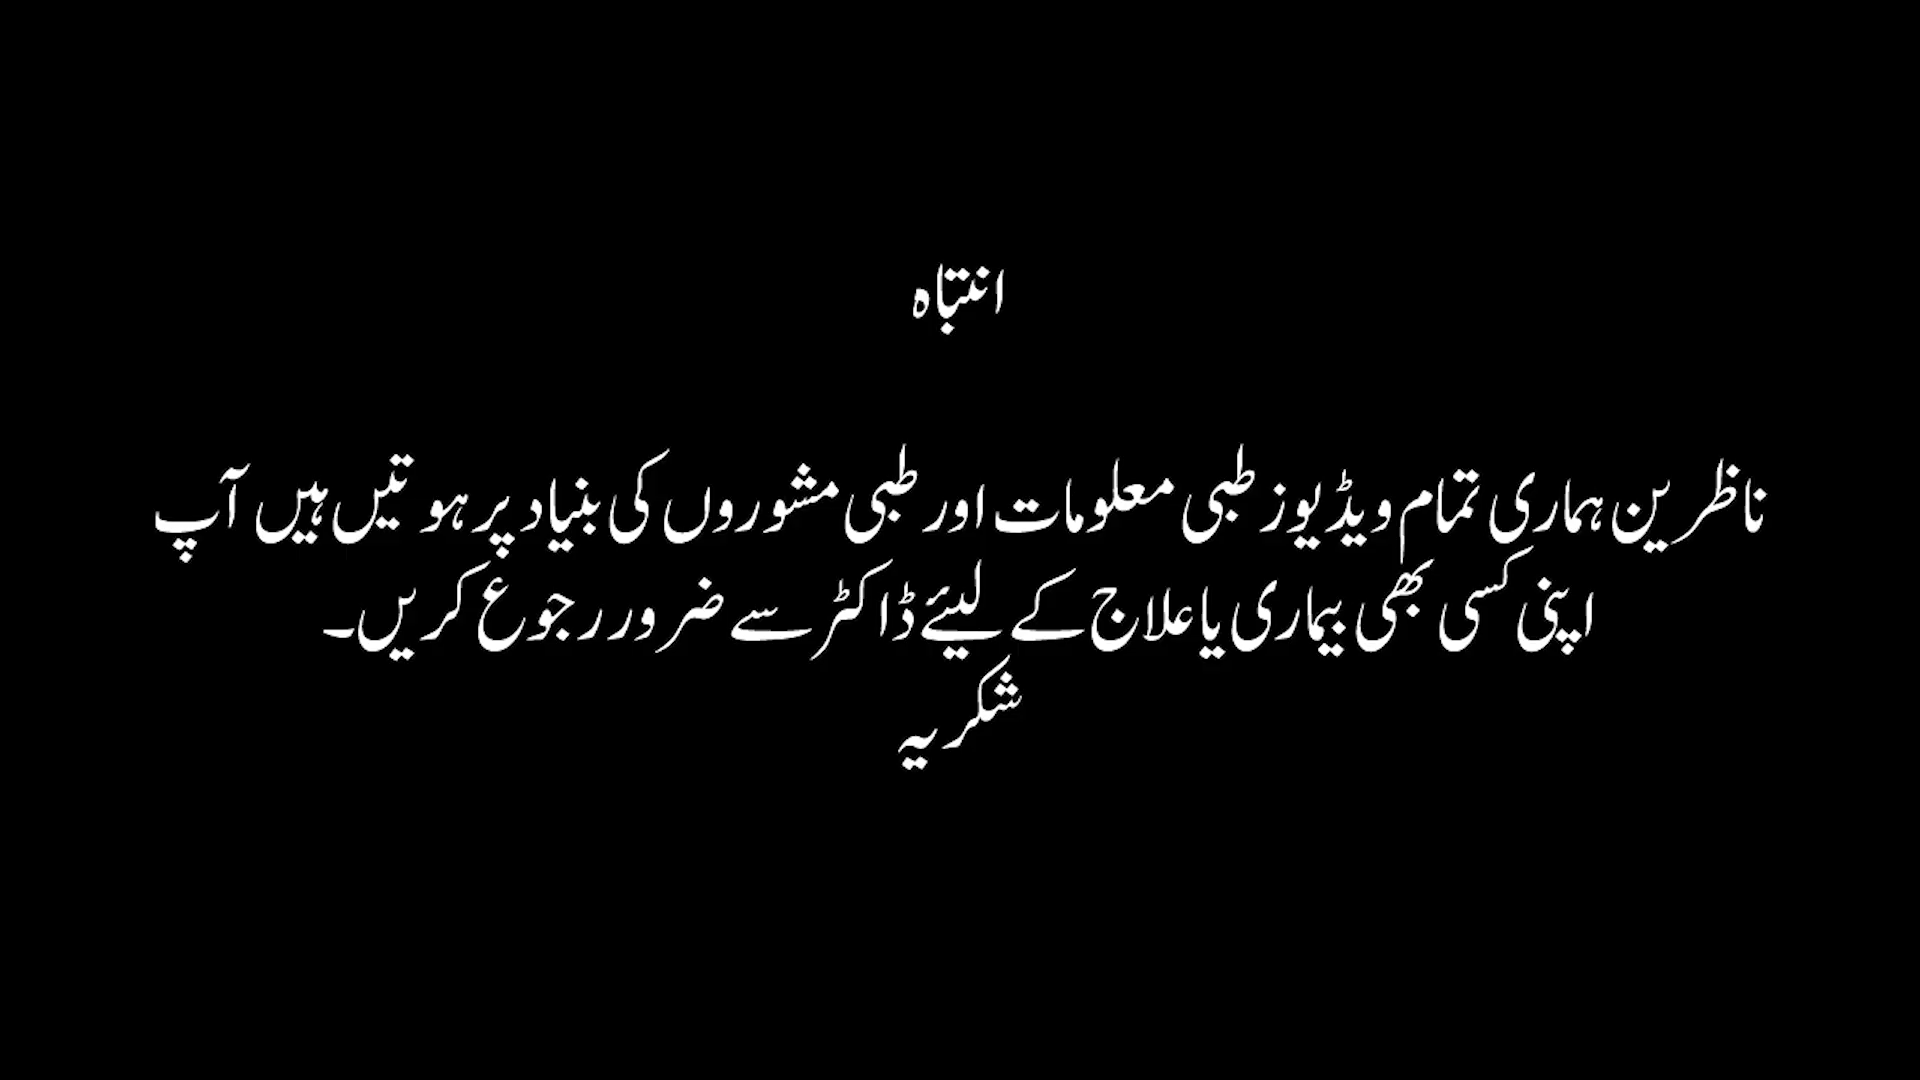 انتباہ
ناظرین ہماری تمام ویڈیوز طبی معلومات اور طبی مشوروں کی بنیاد پر ہوتیں ہیں آپ
اپنی کسی بھی بیماری یا علاج کے لیئے ڈاکٹر سے ضرور رجوع کریں۔
شکریہ